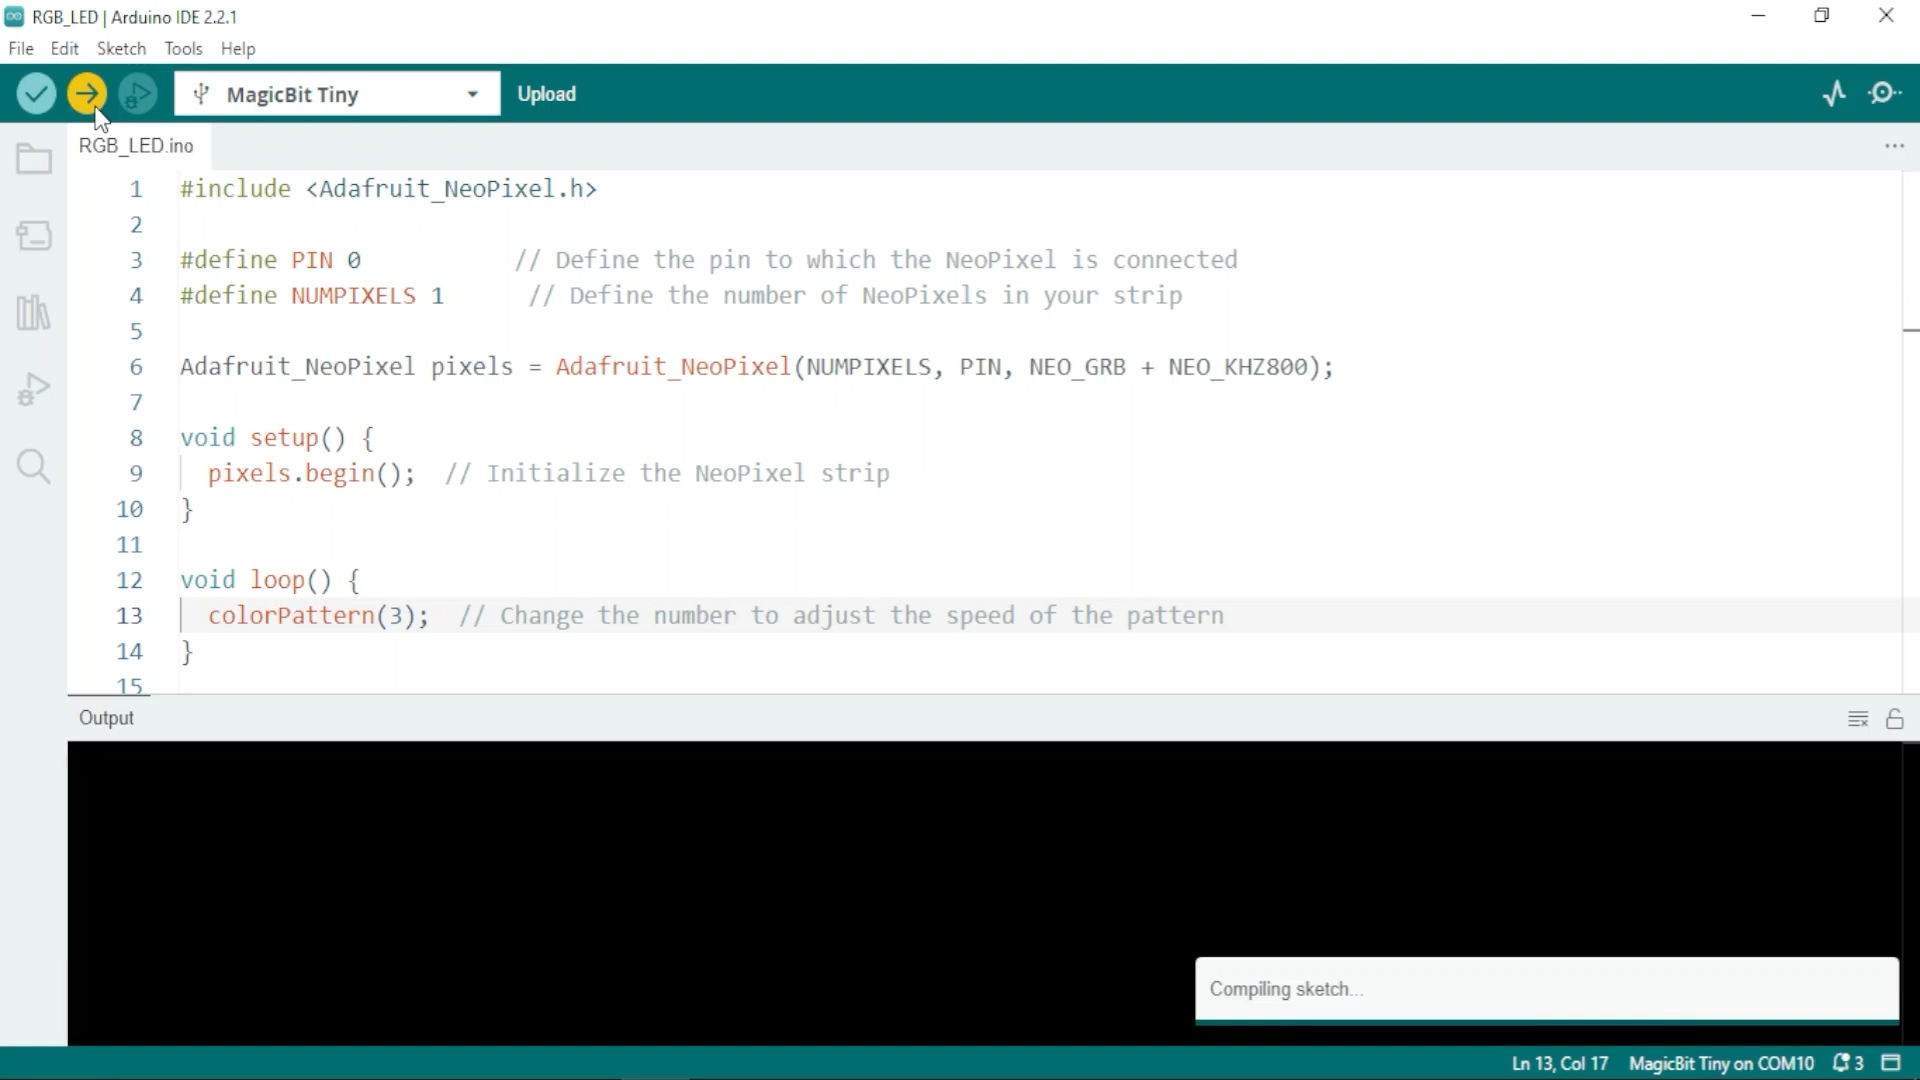 RGB_LED | Arduino IDE 2.2.1
File Edit Sketch Tools Help
MagicBit Tiny Upload
RGB_LED.ino
1 #include <Adafruit_NeoPixel.h>
2
3 #define PIN 0 // Define the pin to which the NeoPixel is connected
4 #define NUMPIXELS 1 // Define the number of NeoPixels in your strip
5
6 Adafruit_NeoPixel pixels = Adafruit_NeoPixel(NUMPIXELS, PIN, NEO_GRB + NEO_KHZ800);
7
8 void setup() {
9 pixels.begin(); // Initialize the NeoPixel strip
10 }
11
12 void loop() {
13 colorPattern(3); // Change the number to adjust the speed of the pattern
14 }
15
Output
Compiling sketch...
Ln 13, Col 17 MagicBit Tiny on COM10 3